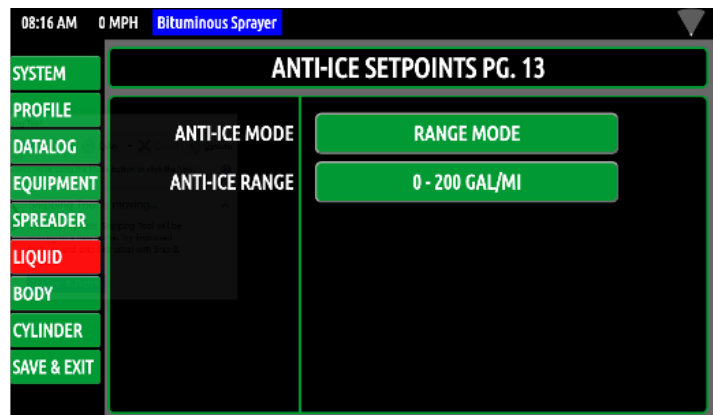 08:16 AM 0 MPH Bituminous Sprayer
ANTI-ICE SETPOINTS PG. 13
SYSTEM
PROFILE
DATALOG
EQUIPMENT
SPREADER
LIQUID
BODY
CYLINDER
SAVE & EXIT
ANTI-ICE MODE RANGE MODE
ANTI-ICE RANGE 0 - 200 GAL/MI